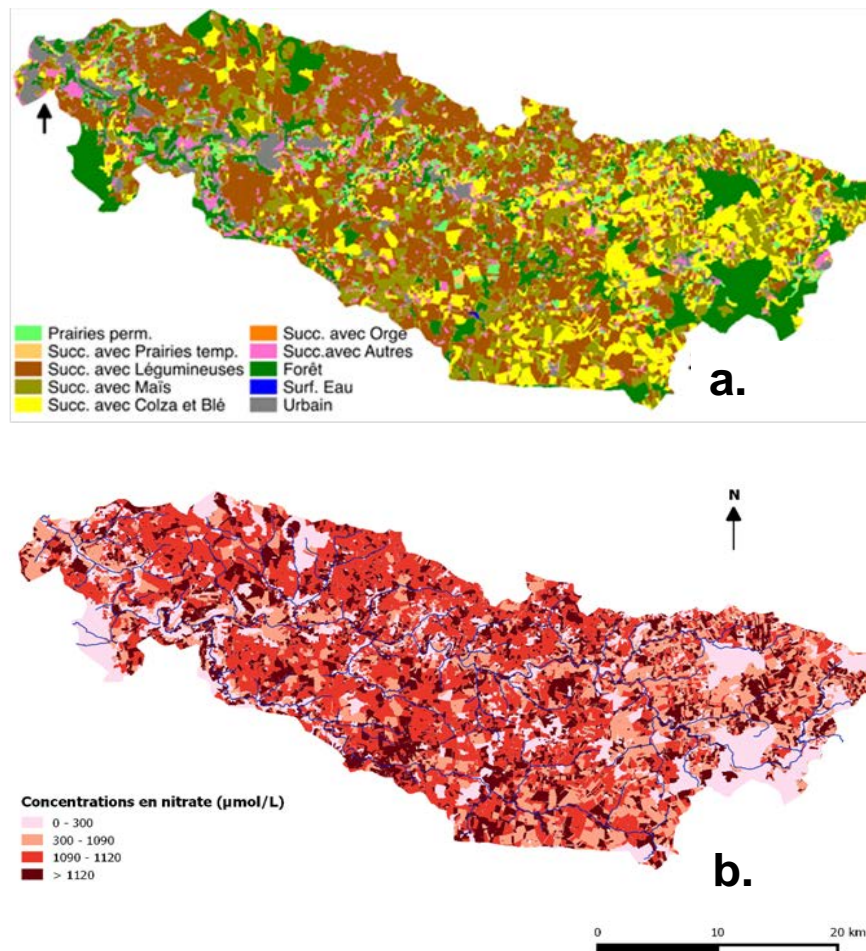 Prairies perm.
Succ. avec Prairies temp.
Succ. avec Légumineuses
Succ. avec Maïs
Succ. avec Colza et Blé
Succ. avec Orge
Succ.avec Autres
Forêt
Surf. Eau
Urbain
a.
N
Concentrations en nitrate (µmol/L)
0 - 300
300 - 1090
1090 - 1120
> 1120
b.
0 10 20 km